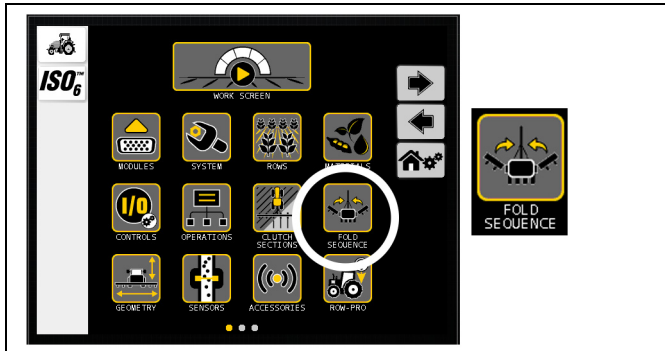 ISO™6
WORK SCREEN
MODULES
SYSTEM
ROWS
MATERIALS
I/O
CONTROLS
OPERATIONS
CLUTCH
SECTIONS
FOLD
SEQUENCE
GEOMETRY
SENSORS
ACCESSORIES
ROW-PRO
FOLD
SEQUENCE